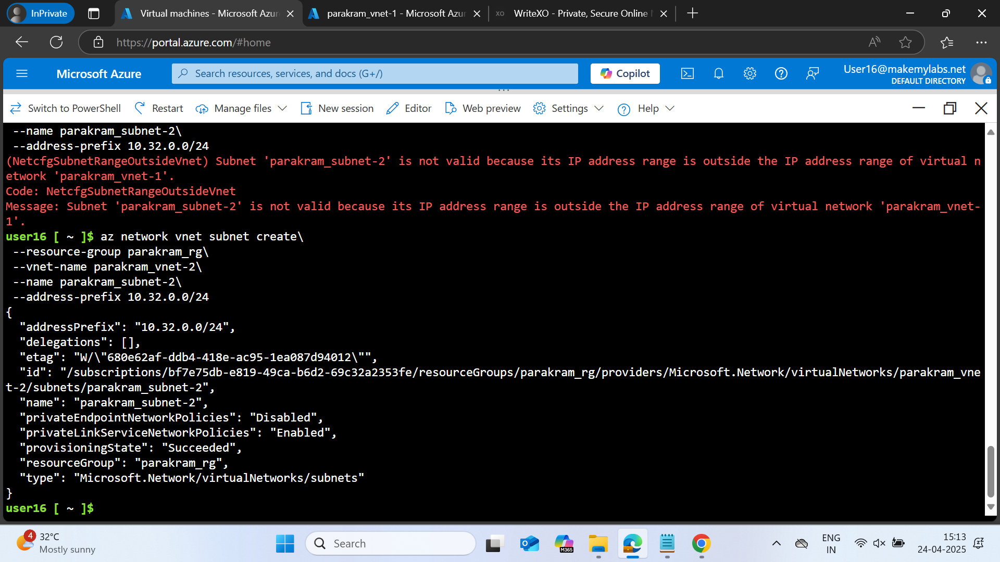 InPrivate
Virtual machines - Microsoft Azur
parakram_vnet-1 - Microsoft Azur
XO WriteXO - Private, Secure Online
https://portal.azure.com/#home
Microsoft Azure
Search resources, services, and docs (G+/)
Copilot
User16@makemylabs.net
DEFAULT DIRECTORY
Switch to PowerShell
Restart
Manage files
New session
Editor
Web preview
Settings
Help
--name parakram_subnet-2\
--address-prefix 10.32.0.0/24
(NetcfgSubnetRangeOutsideVnet) Subnet 'parakram_subnet-2' is not valid because its IP address range is outside the IP address range of virtual n
etwork 'parakram_vnet-1'.
Code: NetcfgSubnetRangeOutsideVnet
Message: Subnet 'parakram_subnet-2' is not valid because its IP address range is outside the IP address range of virtual network 'parakram_vnet-
1'.
user16 [ ~ ]$ az network vnet subnet create\
--resource-group parakram_rg\
--vnet-name parakram_vnet-2\
--name parakram_subnet-2\
--address-prefix 10.32.0.0/24
{
"addressPrefix": "10.32.0.0/24",
"delegations": [],
"etag": "W/\"680e62af-ddb4-418e-ac95-1ea087d94012\"",
"id": "/subscriptions/bf7e75db-e819-49ca-b6d2-69c32a2353fe/resourceGroups/parakram_rg/providers/Microsoft.Network/virtualNetworks/parakram_vne
t-2/subnets/parakram_subnet-2",
"name": "parakram_subnet-2",
"privateEndpointNetworkPolicies": "Disabled",
"privateLinkServiceNetworkPolicies": "Enabled",
"provisioningState": "Succeeded",
"resourceGroup": "parakram_rg",
"type": "Microsoft.Network/virtualNetworks/subnets"
}
user16 [ ~ ]$
4
32°C
Mostly sunny
Search
M365
ENG
IN
15:13
24-04-2025